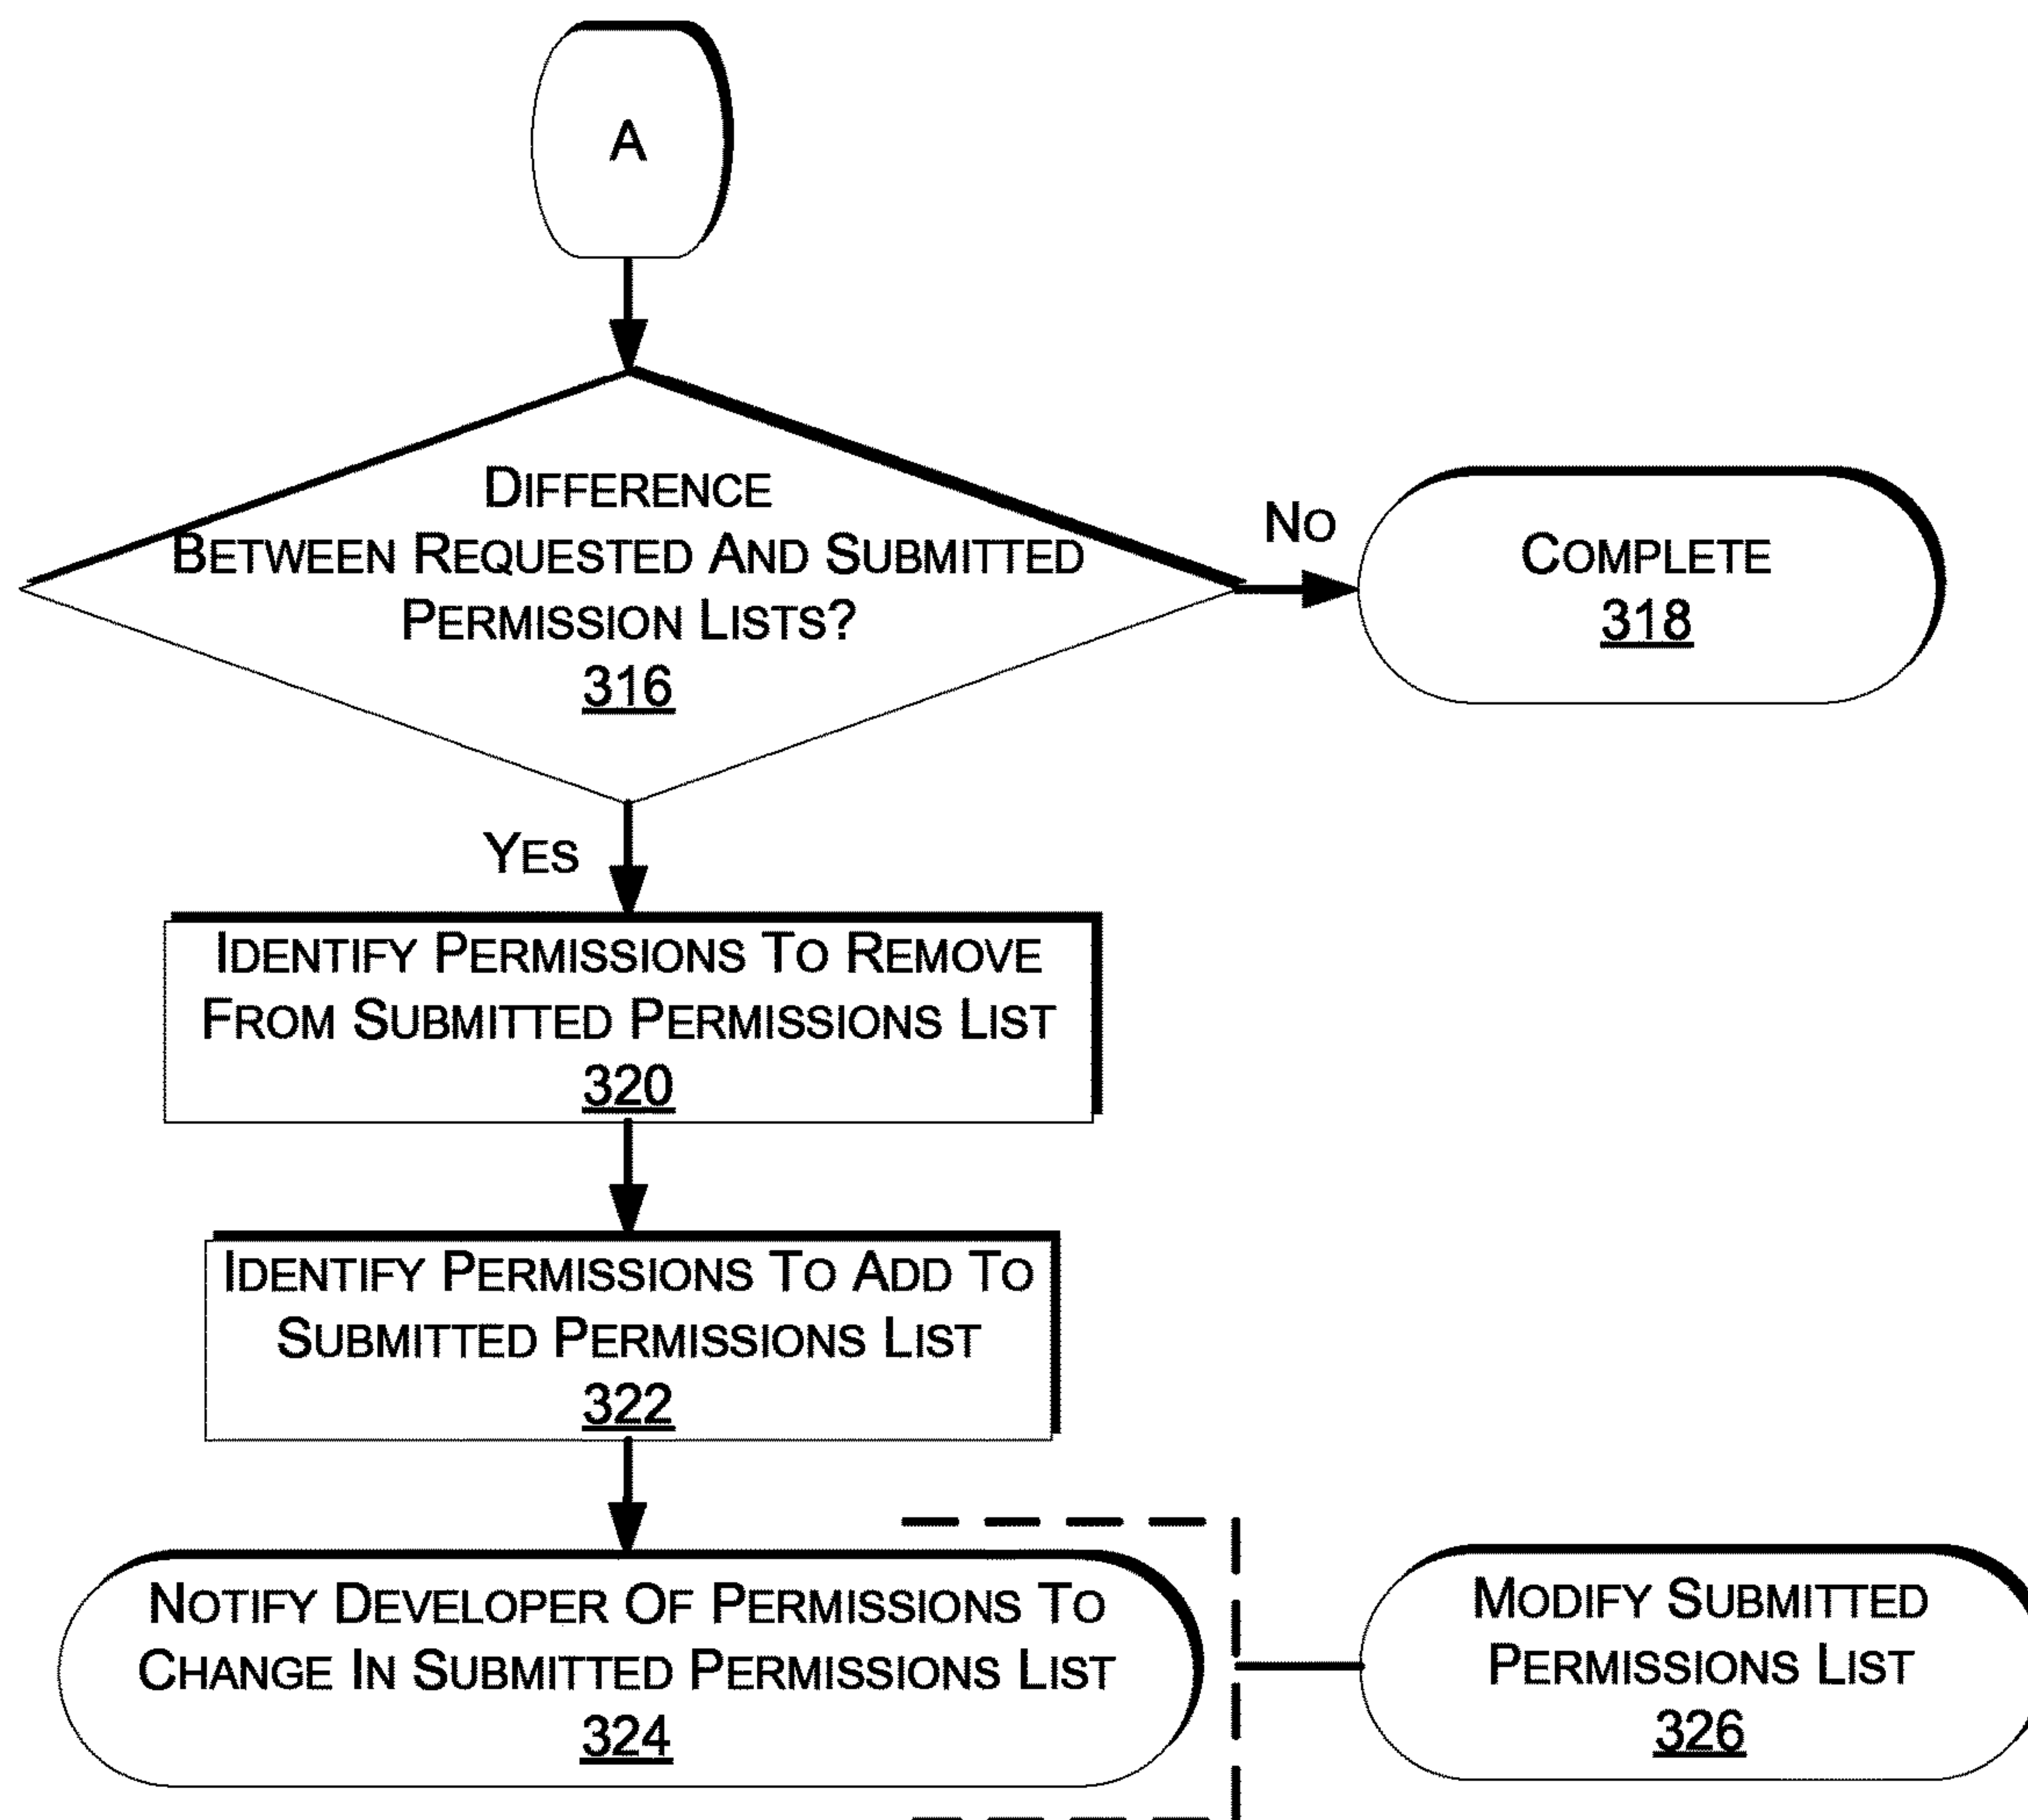 A
DIFFERENCE
BETWEEN REQUESTED AND SUBMITTED
PERMISSION LISTS?
316
NO
COMPLETE
318
YES
IDENTIFY PERMISSIONS TO REMOVE
FROM SUBMITTED PERMISSIONS LIST
320
IDENTIFY PERMISSIONS TO ADD TO
SUBMITTED PERMISSIONS LIST
322
NOTIFY DEVELOPER OF PERMISSIONS TO
CHANGE IN SUBMITTED PERMISSIONS LIST
324
MODIFY SUBMITTED
PERMISSIONS LIST
326